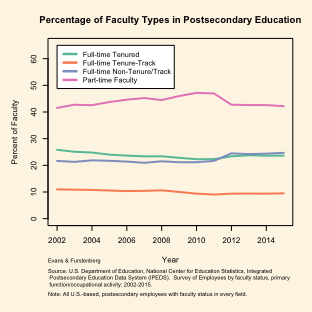 Percentage of Faculty Types in Postsecondary Education
Full-time Tenured
Full-time Tenure-Track
Full-time Non-Tenure/Track
Part-time Faculty
Percent of Faculty
60
50
40
30
20
10
0
2002 2004 2006 2008 2010 2012 2014
Year
Evans & Furstenberg
Source: U.S. Department of Education, National Center for Education Statistics, Integrated
Postsecondary Education Data System (IPEDS). Survey of Employees by faculty status, primary
function/occupational activity: 2002-2015.
Note: All U.S.-based, postsecondary employees with faculty status in every field.